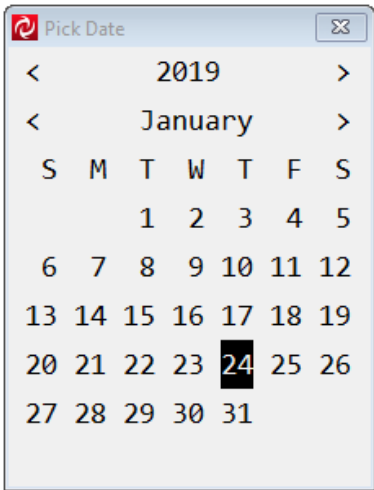 Pick Date
< 2019 >
< January >
S M T W T F S
1 2 3 4 5
6 7 8 9 10 11 12
13 14 15 16 17 18 19
20 21 22 23 24 25 26
27 28 29 30 31